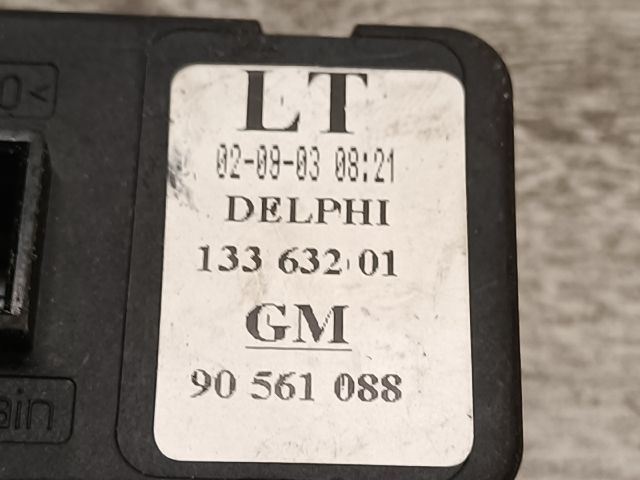 LT
02-09-03 08:21
DELPHI
133 632 01
GM
90 561 088